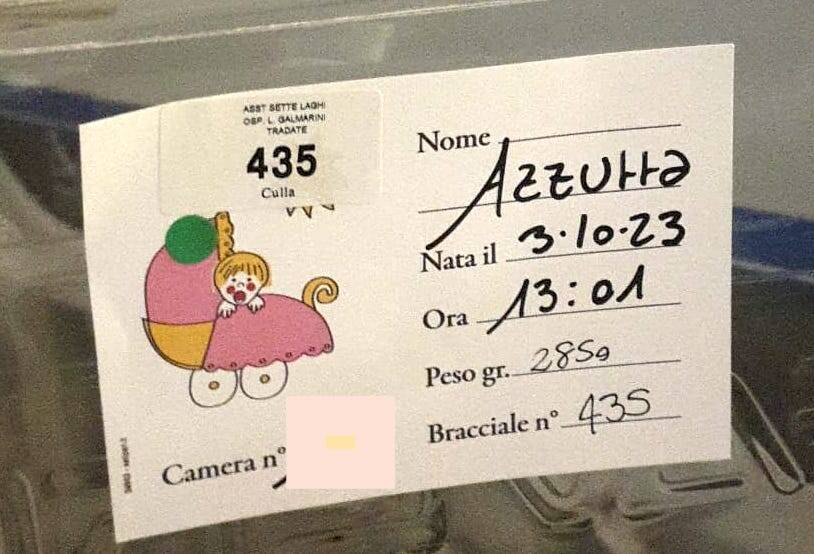 ASST SETTE LAGHI
OSP. L. GALMARINI
TRADATE
435
Culla
Nome
Azzurra
Nata il 3.10.23
Ora 13:01
Peso gr. 2850
Bracciale n° 435
Camera n°